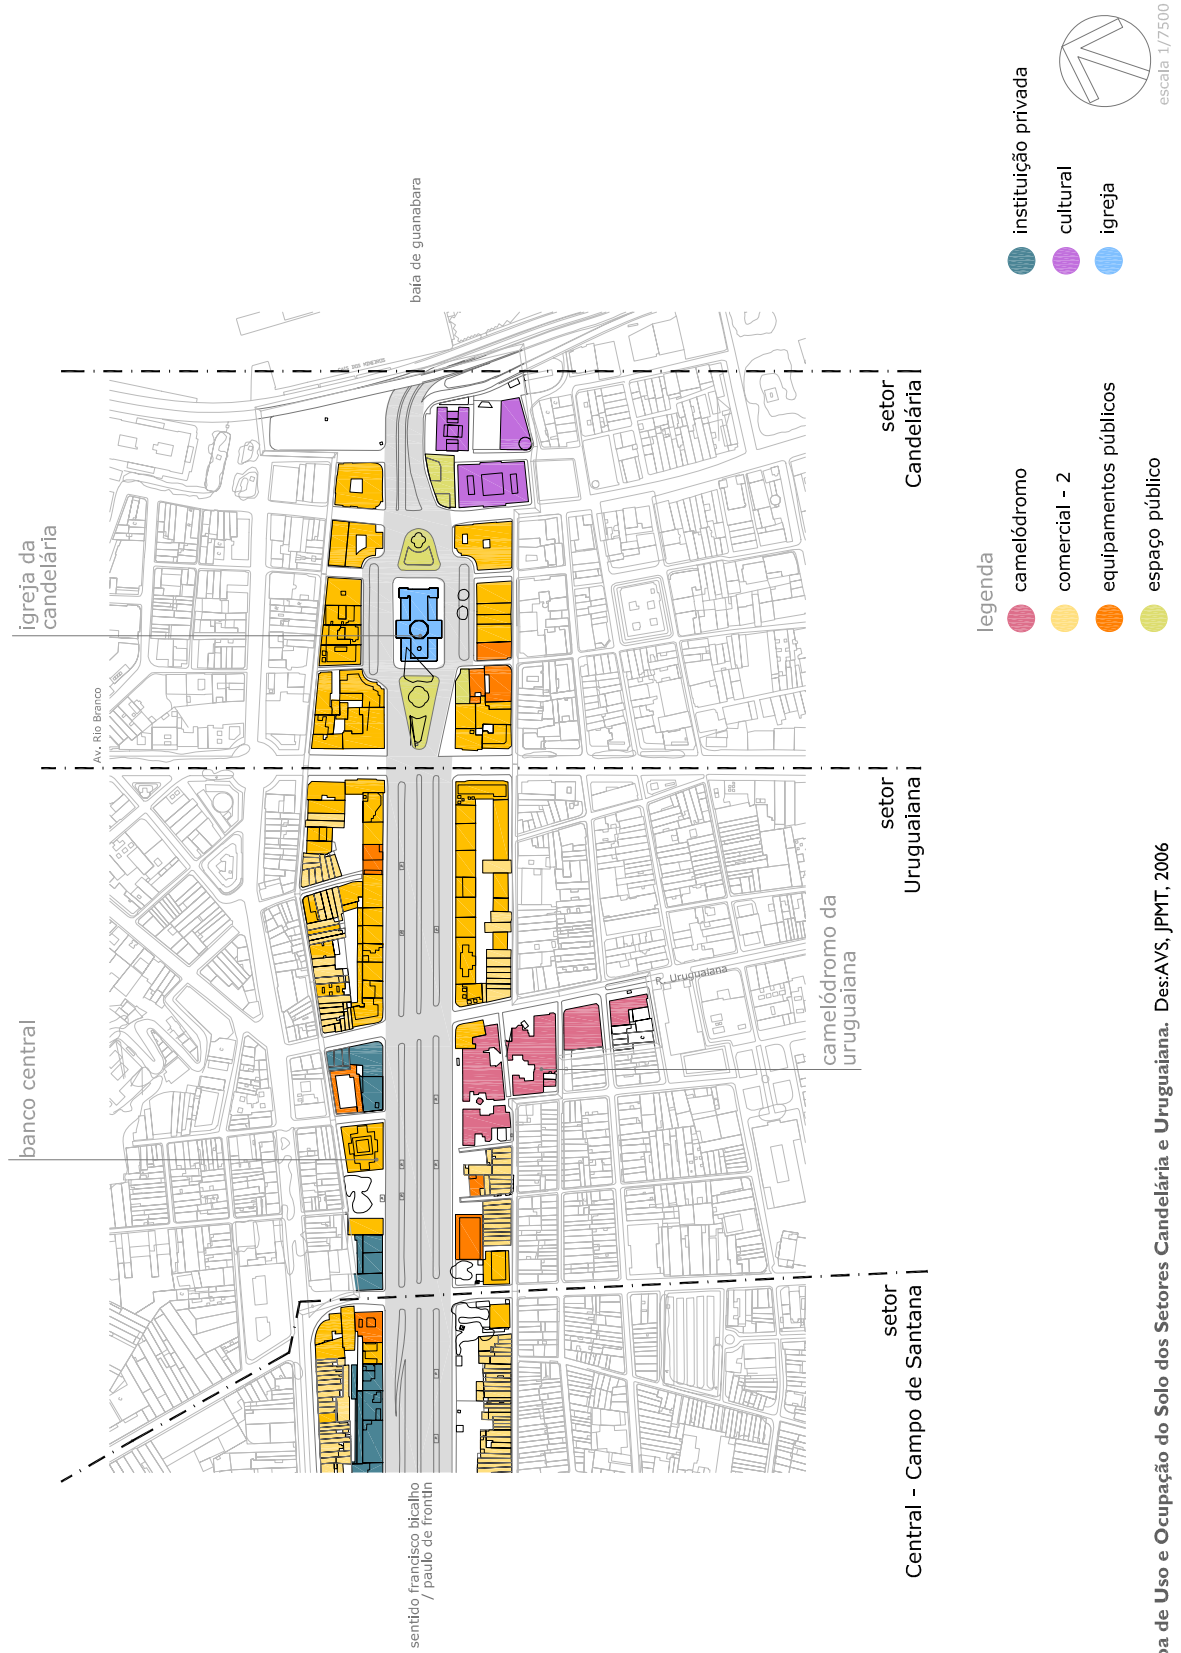 igreja da
candelária
banco central
Av. Rio Branco
baía de guanabara
sentido francisco bicalho
/ paulo de frontin
R. Uruguaiana
camelódromo da
uruguaiana
setor
Central - Campo de Santana
setor
Uruguaiana
setor
Candelária
legenda
camelódromo
comercial - 2
equipamentos públicos
espaço público
instituição privada
cultural
igreja
escala 1/7500
de Uso e Ocupação do Solo dos Setores Candelária e Uruguaiana. Des:AVS, JPMT, 2006